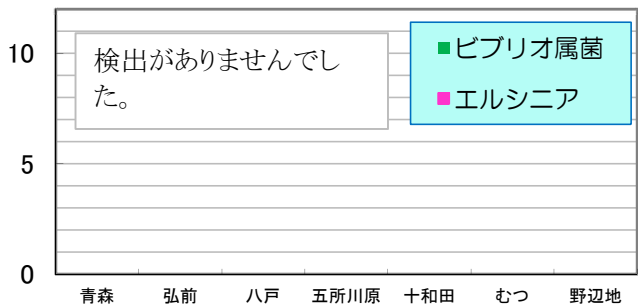 10
検出がありませんでし
た。
ビブリオ属菌
エルシニア
5
0
青森 弘前 八戸 五所川原 十和田 むつ 野辺地